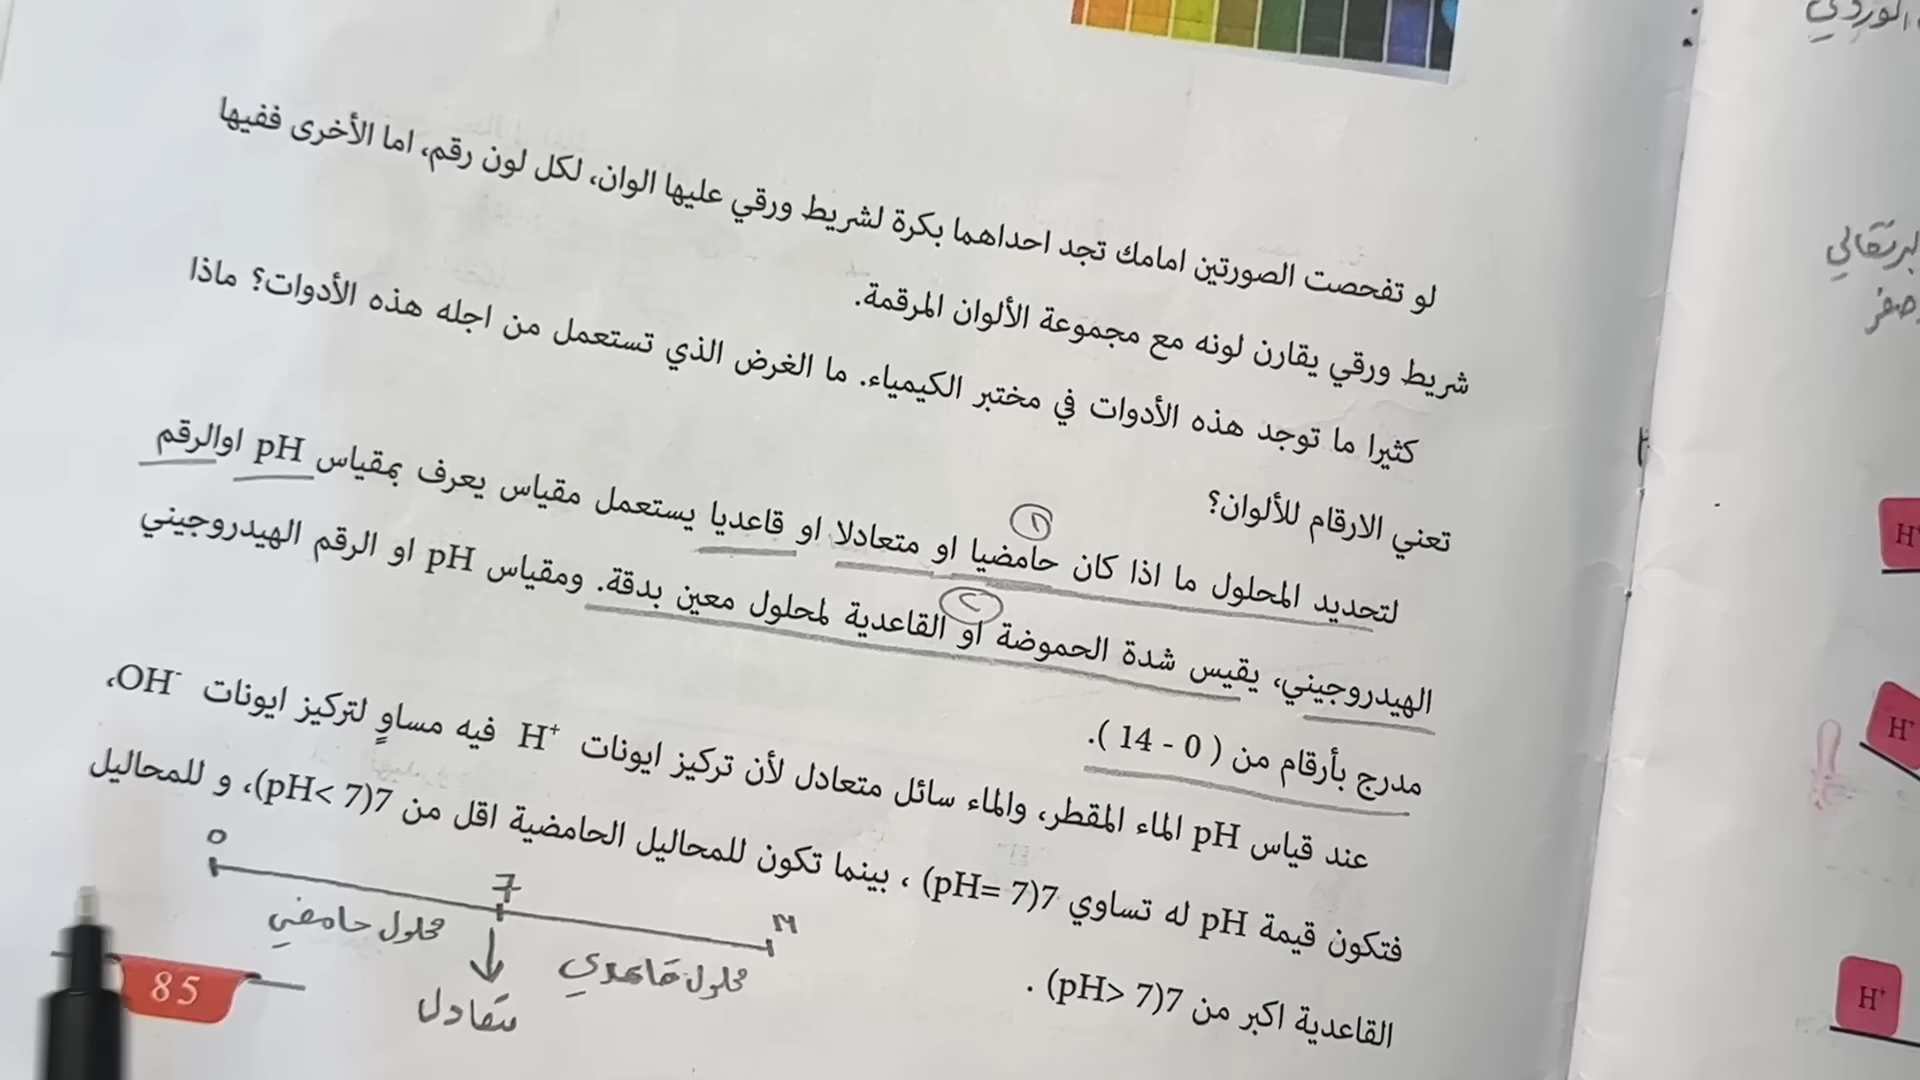 لو تفحصت الصورتين امامك تجد احداهما بكرة لشريط ورقي عليها الوان، لكل لون رقم، اما الأخرى ففيها
شريط ورقي يقارن لونه مع مجموعة الألوان المرقمة.
كثيرا ما توجد هذه الأدوات في مختبر الكيمياء. ما الغرض الذي تستعمل من اجله هذه الأدوات؟ ماذا
تعني الارقام للألوان؟
١
لتحديد المحلول ما اذا كان حامضيا او متعادلا او قاعديا يستعمل مقياس يعرف بمقياس pH اوالرقم
٢
الهيدروجيني، يقيس شدة الحموضة او القاعدية لمحلول معين بدقة. ومقياس pH او الرقم الهيدروجيني
مدرج بأرقام من ( 0 - 14 ).
عند قياس pH الماء المقطر، والماء سائل متعادل لأن تركيز ايونات H⁺ فيه مساوٍ لتركيز ايونات OH⁻،
فتكون قيمة pH له تساوي 7(pH= 7) ، بينما تكون للمحاليل الحامضية اقل من 7(pH< 7)، و للمحاليل
القاعدية اكبر من 7(pH> 7) .
0
7
14
محلول حامضي
محلول قاعدي
متعادل
85
البرتقالي
H⁺
H⁺
H⁺